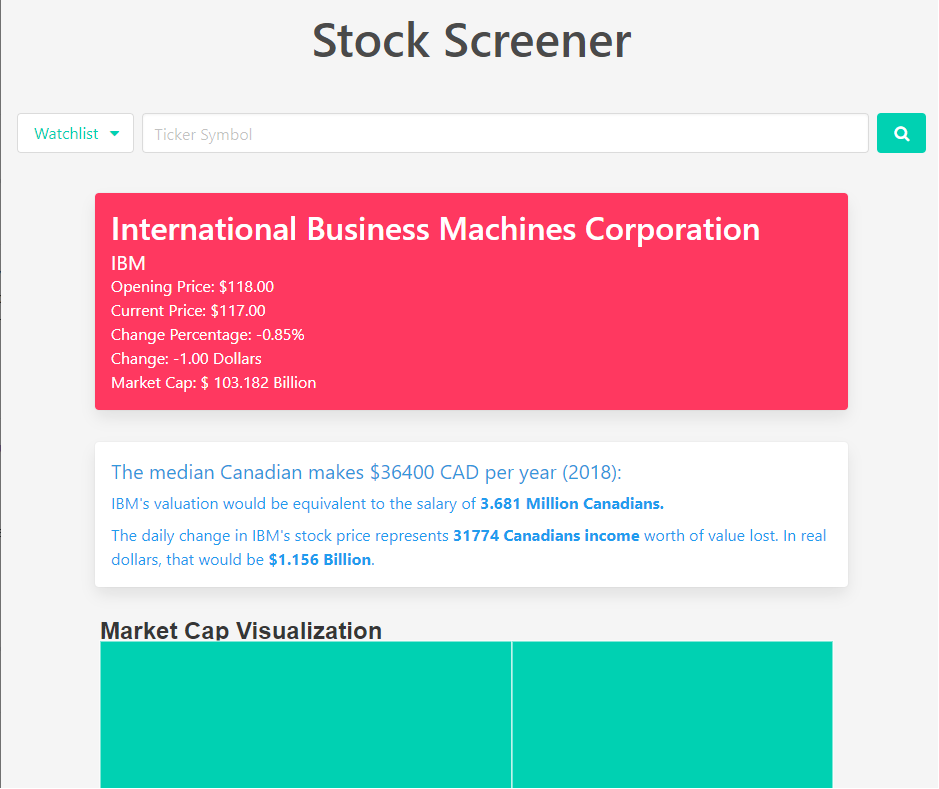 Stock Screener
Watchlist
Ticker Symbol
International Business Machines Corporation
IBM
Opening Price: $118.00
Current Price: $117.00
Change Percentage: -0.85%
Change: -1.00 Dollars
Market Cap: $ 103.182 Billion
The median Canadian makes $36400 CAD per year (2018):
IBM's valuation would be equivalent to the salary of 3.681 Million Canadians.
The daily change in IBM's stock price represents 31774 Canadians income worth of value lost. In real
dollars, that would be $1.156 Billion.
Market Cap Visualization